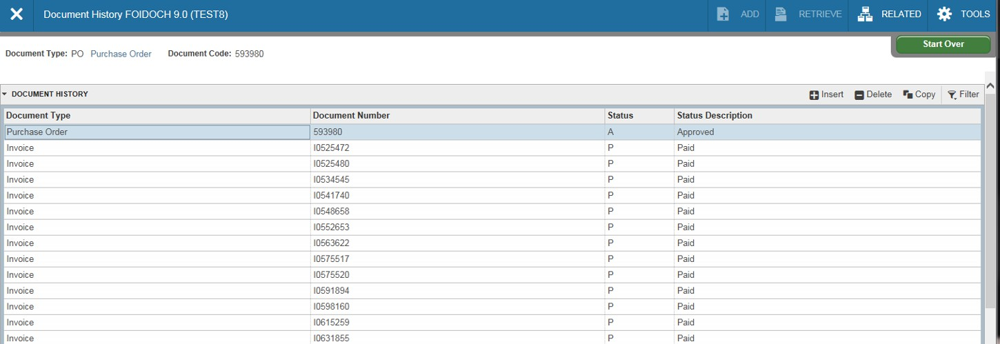 Document History FOIDOCH 9.0 (TEST8) ADD RETRIEVE RELATED TOOLS
Start Over
Document Type: PO Purchase Order Document Code: 593980
DOCUMENT HISTORY Insert Delete Copy Filter
Document Type Document Number Status Status Description
Purchase Order 593980 A Approved
Invoice I0525472 P Paid
Invoice I0525480 P Paid
Invoice I0534545 P Paid
Invoice I0541740 P Paid
Invoice I0548658 P Paid
Invoice I0552653 P Paid
Invoice I0563622 P Paid
Invoice I0575517 P Paid
Invoice I0575520 P Paid
Invoice I0591894 P Paid
Invoice I0598160 P Paid
Invoice I0615259 P Paid
Invoice I0631855 P Paid